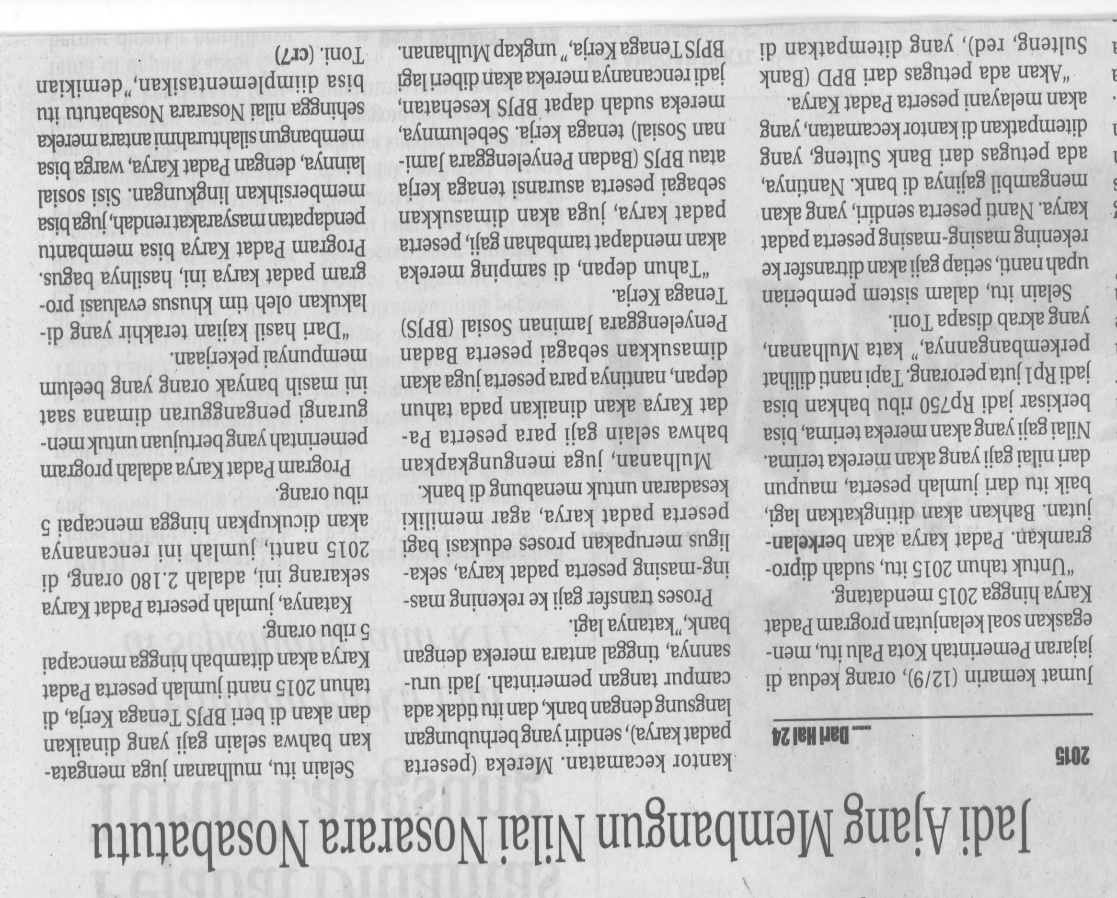 Jadi Ajang Membangun Nilai Nosarara Nosabatutu
2015
.... Dari Hal 24
Jumat kemarin (12/9), orang kedua di
jajaran Pemerintah Kota Palu itu, men-
egaskan soal kelanjutan program Padat
Karya hingga 2015 mendatang.
“Untuk tahun 2015 itu, sudah dipro-
gramkan. Padat karya akan berkelan-
jutan. Bahkan akan ditingkatkan lagi,
baik itu dari jumlah peserta, maupun
dari nilai gaji yang akan mereka terima.
Nilai gaji yang akan mereka terima, bisa
berkisar jadi Rp750 ribu bahkan bisa
jadi Rp1 juta perorang. Tapi nanti dilihat
perkembangannya,” kata Mulhanan,
yang akrab disapa Toni.
Selain itu, dalam sistem pemberian
upah nanti, setiap gaji akan ditransfer ke
rekening masing-masing peserta padat
karya. Nanti peserta sendiri, yang akan
mengambil gajinya di bank. Nantinya,
ada petugas dari Bank Sulteng, yang
ditempatkan di kantor kecamatan, yang
akan melayani peserta Padat Karya.
“Akan ada petugas dari BPD (Bank
Sulteng, red), yang ditempatkan di
kantor kecamatan. Mereka (peserta
padat karya), sendiri yang berhubungan
langsung dengan bank, dan itu tidak ada
campur tangan pemerintah. Jadi uru-
sannya, tinggal antara mereka dengan
bank,”katanya lagi.
Proses transfer gaji ke rekening mas-
ing-masing peserta padat karya, seka-
ligus merupakan proses edukasi bagi
peserta padat karya, agar memiliki
kesadaran untuk menabung di bank.
Mulhanan, juga mengungkapkan
bahwa selain gaji para peserta Pa-
dat Karya akan dinaikan pada tahun
depan, nantinya para peserta juga akan
dimasukkan sebagai peserta Badan
Penyelenggara Jaminan Sosial (BPJS)
Tenaga Kerja.
“Tahun depan, di samping mereka
akan mendapat tambahan gaji, peserta
padat karya, juga akan dimasukkan
sebagai peserta asuransi tenaga kerja
atau BPJS (Badan Penyelenggara Jami-
nan Sosial) tenaga kerja. Sebelumnya,
mereka sudah dapat BPJS kesehatan,
jadi rencananya mereka akan diberi lagi
BPJS Tenaga Kerja,” ungkap Mulhanan.
Selain itu, mulhanan juga mengata-
kan bahwa selain gaji yang dinaikan
dan akan di beri BPJS Tenaga Kerja, di
tahun 2015 nanti jumlah peserta Padat
Karya akan ditambah hingga mencapai
5 ribu orang.
Katanya, jumlah peserta Padat Karya
sekarang ini, adalah 2.180 orang, di
2015 nanti, jumlah ini rencananya
akan dicukupkan hingga mencapai 5
ribu orang.
Program Padat Karya adalah program
pemerintah yang bertujuan untuk men-
gurangi pengangguran dimana saat
ini masih banyak orang yang beelum
mempunyai pekerjaan.
“Dari hasil kajian terakhir yang di-
lakukan oleh tim khusus evaluasi pro-
gram padat karya ini, hasilnya bagus.
Program Padat Karya bisa membantu
pendapatan masyarakat rendah, juga bisa
membersihkan lingkungan. Sisi sosial
lainnya, dengan Padat Karya, warga bisa
membangun silahturahmi antara mereka
sehingga nilai Nosarara Nosabatutu itu
bisa diimplementasikan,”demikian
Toni. (cr7)